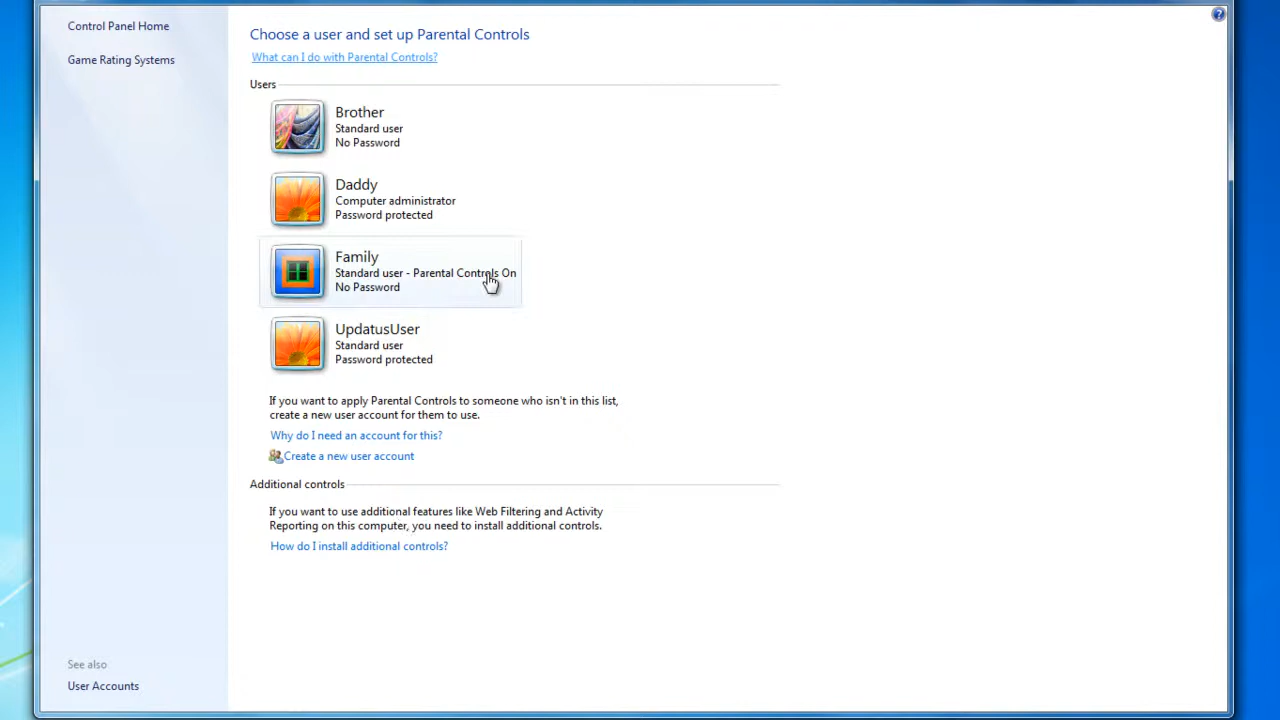 Control Panel Home
Game Rating Systems
Choose a user and set up Parental Controls
What can I do with Parental Controls?
Users
Brother
Standard user
No Password
Daddy
Computer administrator
Password protected
Family
Standard user - Parental Controls On
No Password
UpdatusUser
Standard user
Password protected
If you want to apply Parental Controls to someone who isn't in this list,
create a new user account for them to use.
Why do I need an account for this?
Create a new user account
Additional controls
If you want to use additional features like Web Filtering and Activity
Reporting on this computer, you need to install additional controls.
How do I install additional controls?
See also
User Accounts